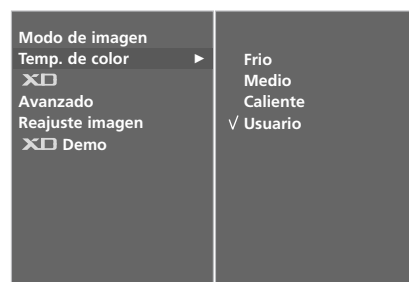 Modo de imagen
Temp. de color ►
XD
Avanzado
Reajuste imagen
XD Demo
Frio
Medio
Caliente
√ Usuario